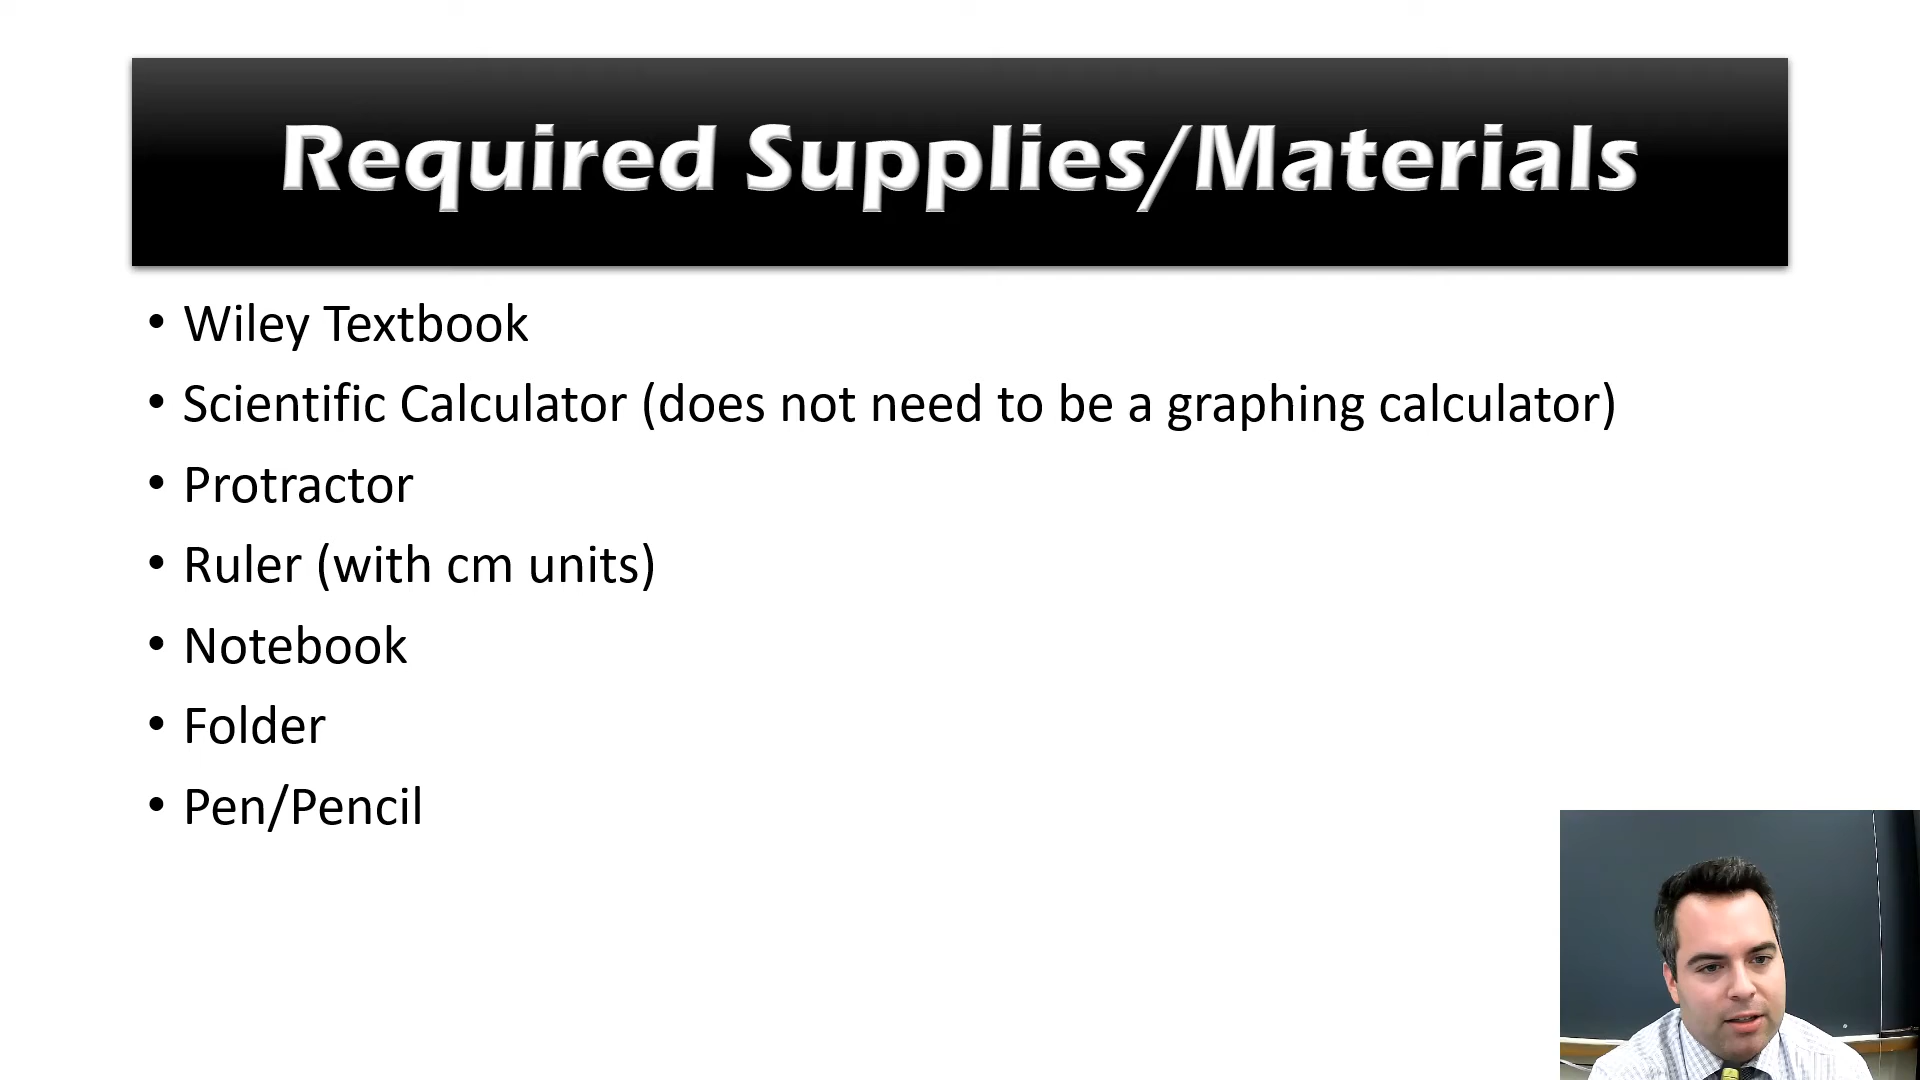 Required Supplies/Materials
• Wiley Textbook
• Scientific Calculator (does not need to be a graphing calculator)
• Protractor
• Ruler (with cm units)
• Notebook
• Folder
• Pen/Pencil